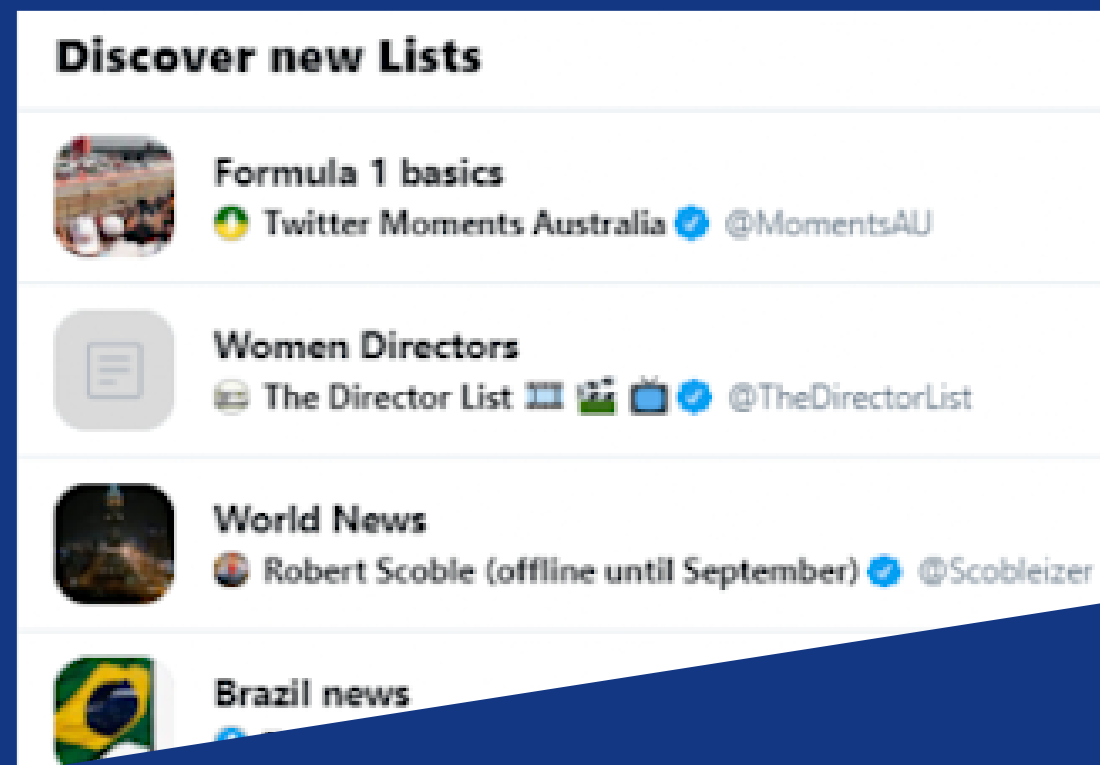 Discover new Lists
Formula 1 basics
Twitter Moments Australia @MomentsAU
Women Directors
The Director List 🎞️ 🎬 📺 @TheDirectorList
World News
Robert Scoble (offline until September) @Scobleizer
Brazil news